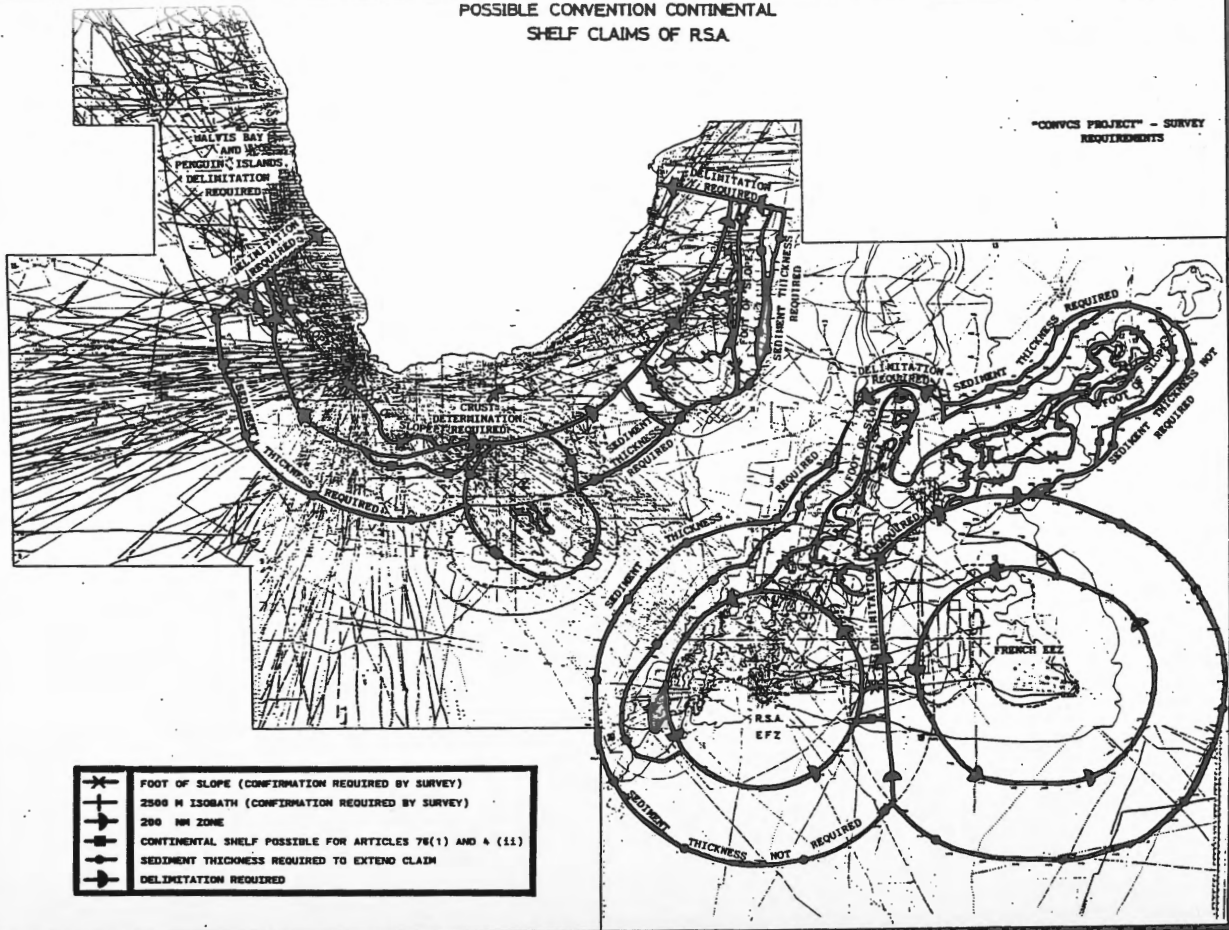 POSSIBLE CONVENTION CONTINENTAL
SHELF CLAIMS OF R.S.A.
"CONVCS PROJECT" - SURVEY
REQUIREMENTS
WALVIS BAY
AND
PENGUIN ISLANDS.
DELIMITATION
REQUIRED
DELIMITATION
REQUIRED
DELIMITATION
REQUIRED
FOOT OF SLOPE
SEDIMENT THICKNESS
REQUIRED
CRUST
DETERMINATION
REQUIRED
SLOPE
SEDIMENT
THICKNESS REQUIRED
SEDIMENT
THICKNESS
REQUIRED
DELIMITATION
REQUIRED
SEDIMENT THICKNESS REQUIRED
FOOT OF SLOPE
SEDIMENT THICKNESS NOT
REQUIRED
FOOT OF SLOPE
SEDIMENT THICKNESS REQUIRED
DELIMITATION REQUIRED
FRENCH EEZ
R.S.A.
EFZ
SEDIMENT THICKNESS NOT REQUIRED
FOOT OF SLOPE (CONFIRMATION REQUIRED BY SURVEY)
2500 M ISOBATH (CONFIRMATION REQUIRED BY SURVEY)
200 NM ZONE
CONTINENTAL SHELF POSSIBLE FOR ARTICLES 76(1) AND 4 (ii)
SEDIMENT THICKNESS REQUIRED TO EXTEND CLAIM
DELIMITATION REQUIRED